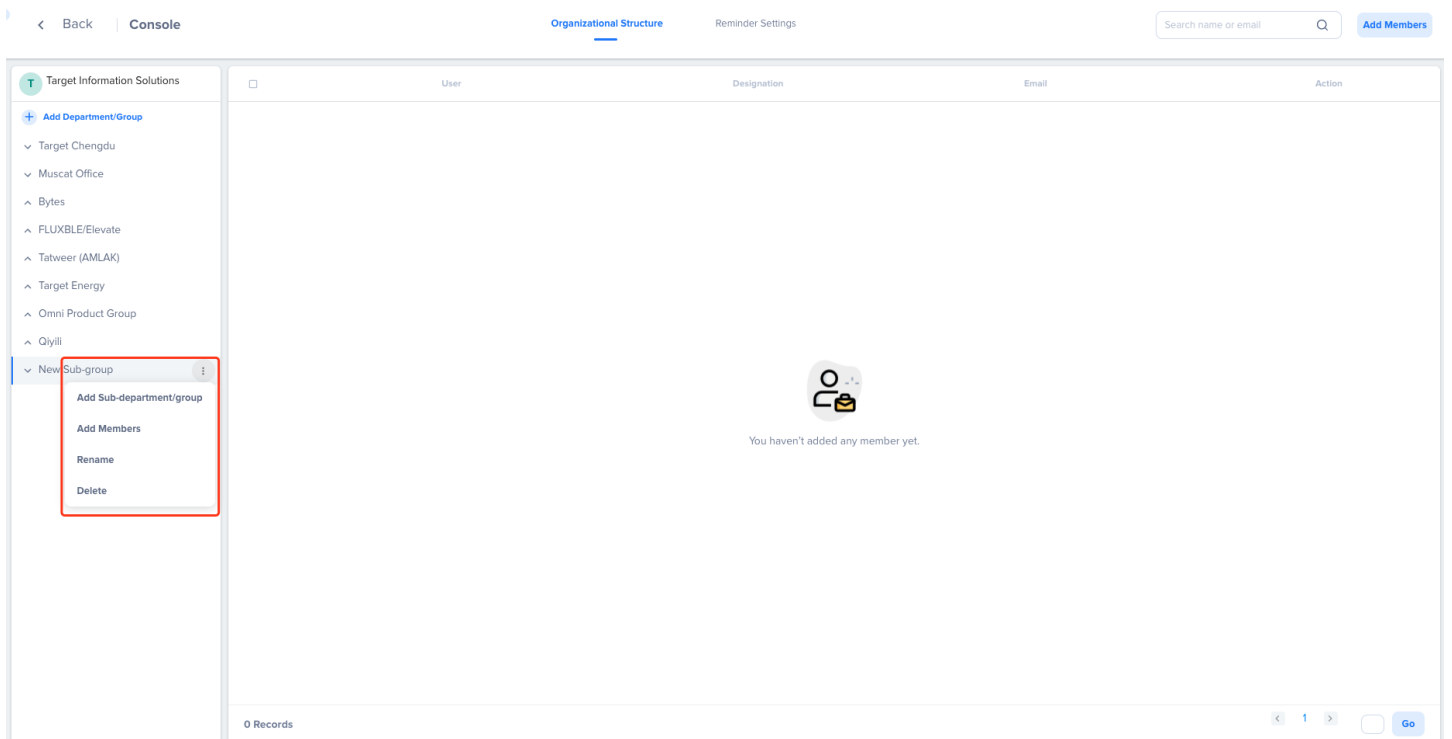 Back
Console
Organizational Structure
Reminder Settings
Search name or email
Add Members
T
Target Information Solutions
User
Designation
Email
Action
Add Department/Group
Target Chengdu
Muscat Office
Bytes
FLUXBLE/Elevate
Tatweer (AMLAK)
Target Energy
Omni Product Group
Qiyili
New Sub-group
Add Sub-department/group
Add Members
Rename
Delete
You haven't added any member yet.
0 Records
1
Go